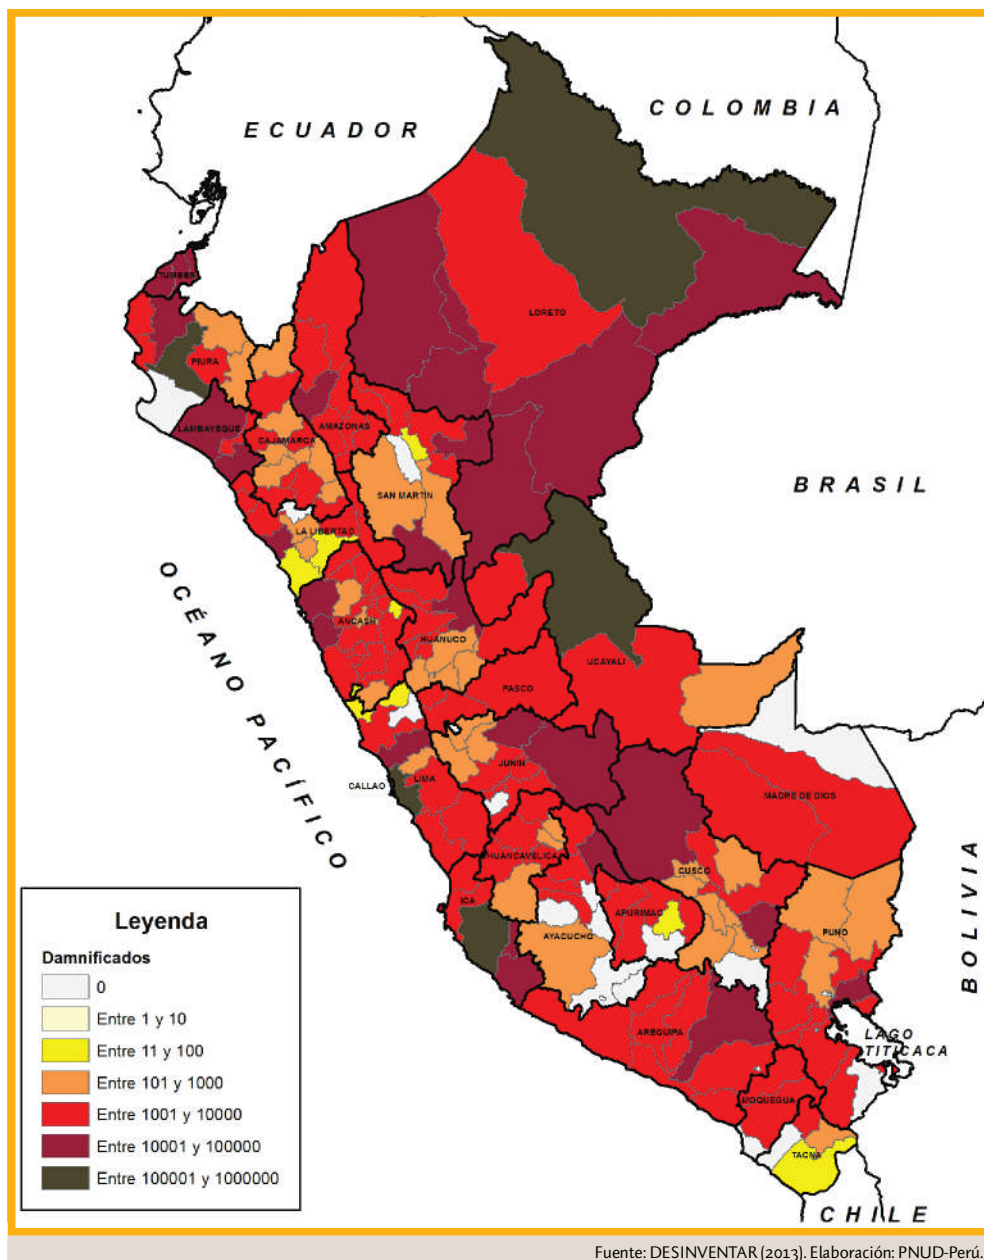 COLOMBIA
ECUADOR
TUMBES
LORETO
PIURA
LAMBAYEQUE
CAJAMARCA
AMAZONAS
BRASIL
SAN MARTIN
LA LIBERTAD
OCÉANO PACÍFICO
ANCASH
HUANUCO
UCAYALI
PASCO
JUNIN
LIMA
CALLAO
MADRE DE DIOS
HUANCAVELICA
CUSCO
ICA
APURIMAC
AYACUCHO
PUNO
BOLIVIA
AREQUIPA
LAGO
TITICACA
MOQUEGUA
TACNA
CHILE
Leyenda
Damnificados
0
Entre 1 y 10
Entre 11 y 100
Entre 101 y 1000
Entre 1001 y 10000
Entre 10001 y 100000
Entre 100001 y 1000000
Fuente: DESINVENTAR (2013). Elaboración: PNUD-Perú.